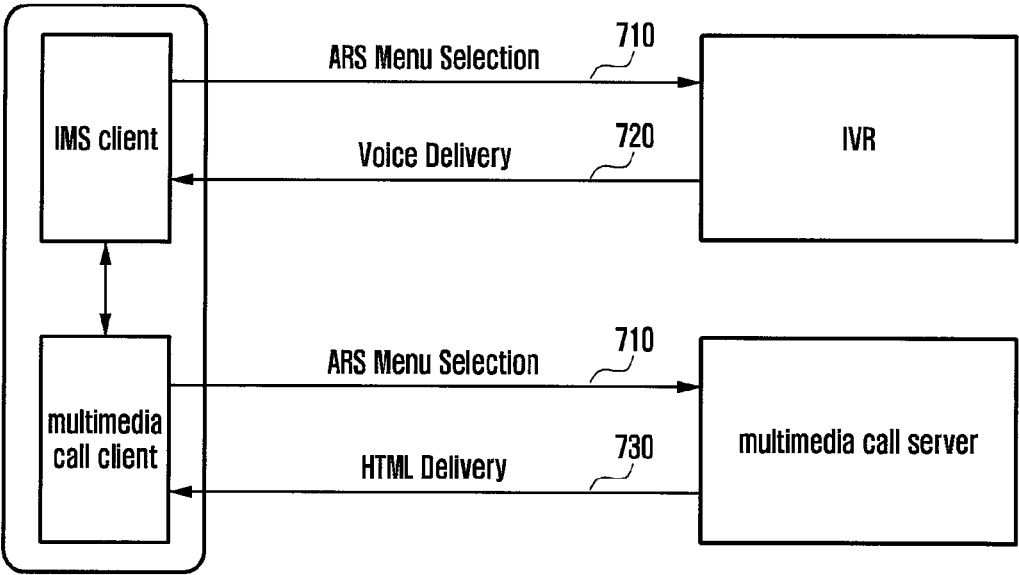 710
ARS Menu Selection
IMS client
IVR
720
Voice Delivery
710
ARS Menu Selection
multimedia
call client
multimedia call server
730
HTML Delivery